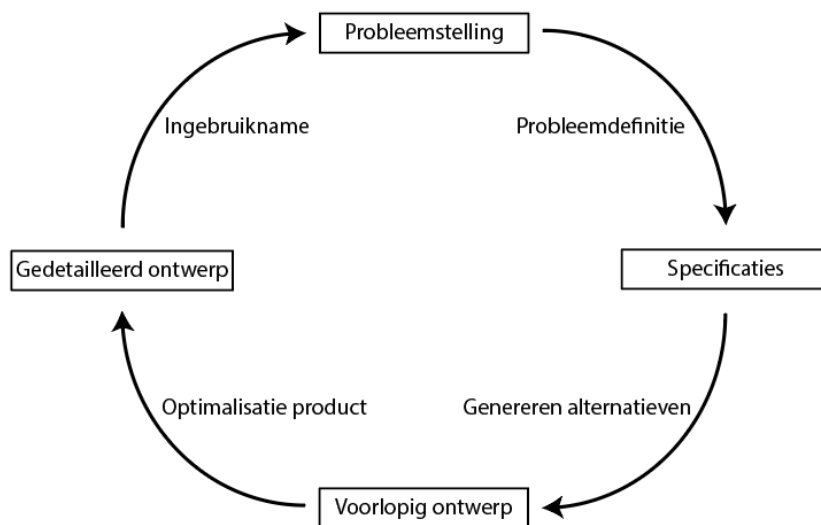 Probleemstelling
Ingebruikname
Probleemdefinitie
Gedetailleerd ontwerp
Specificaties
Optimalisatie product
Genereren alternatieven
Voorlopig ontwerp